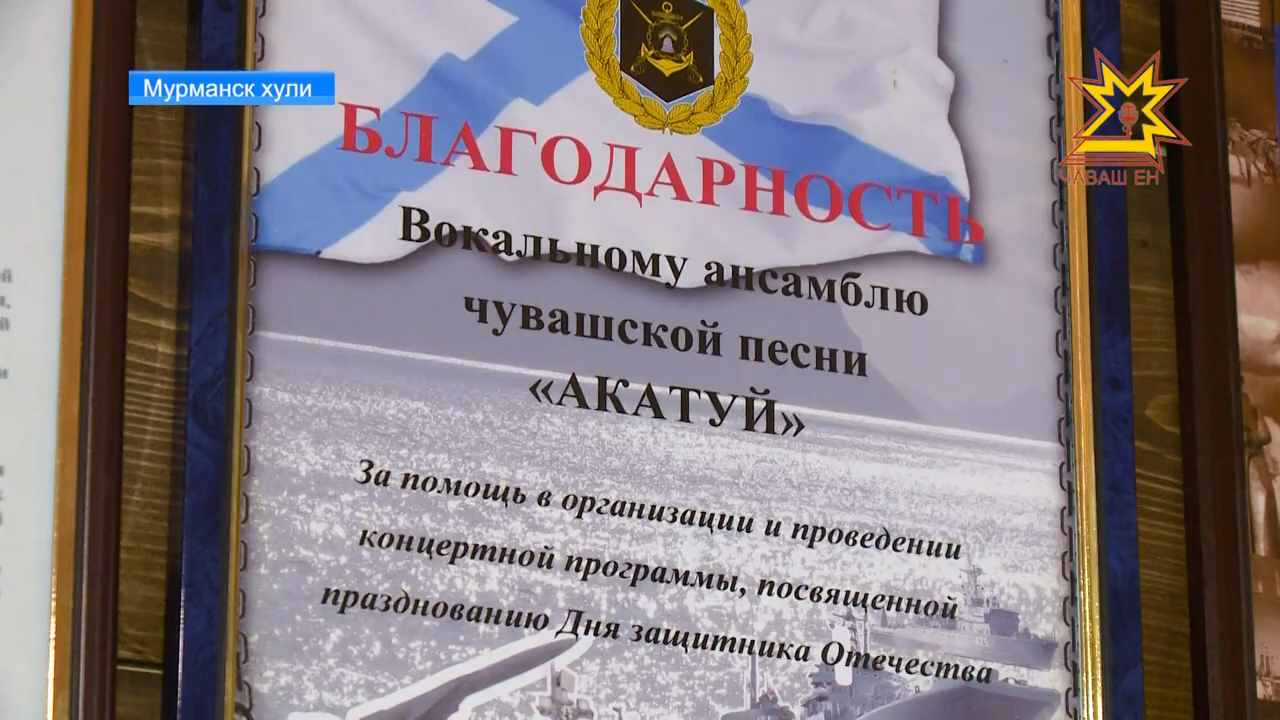 Мурманск хули
ЧӐВАШ ЕН
БЛАГОДАРНОСТЬ
Вокальному ансамблю
чувашской песни
«АКАТУЙ»
За помощь в организации и проведении
концертной программы, посвященной
празднованию Дня защитника Отечества